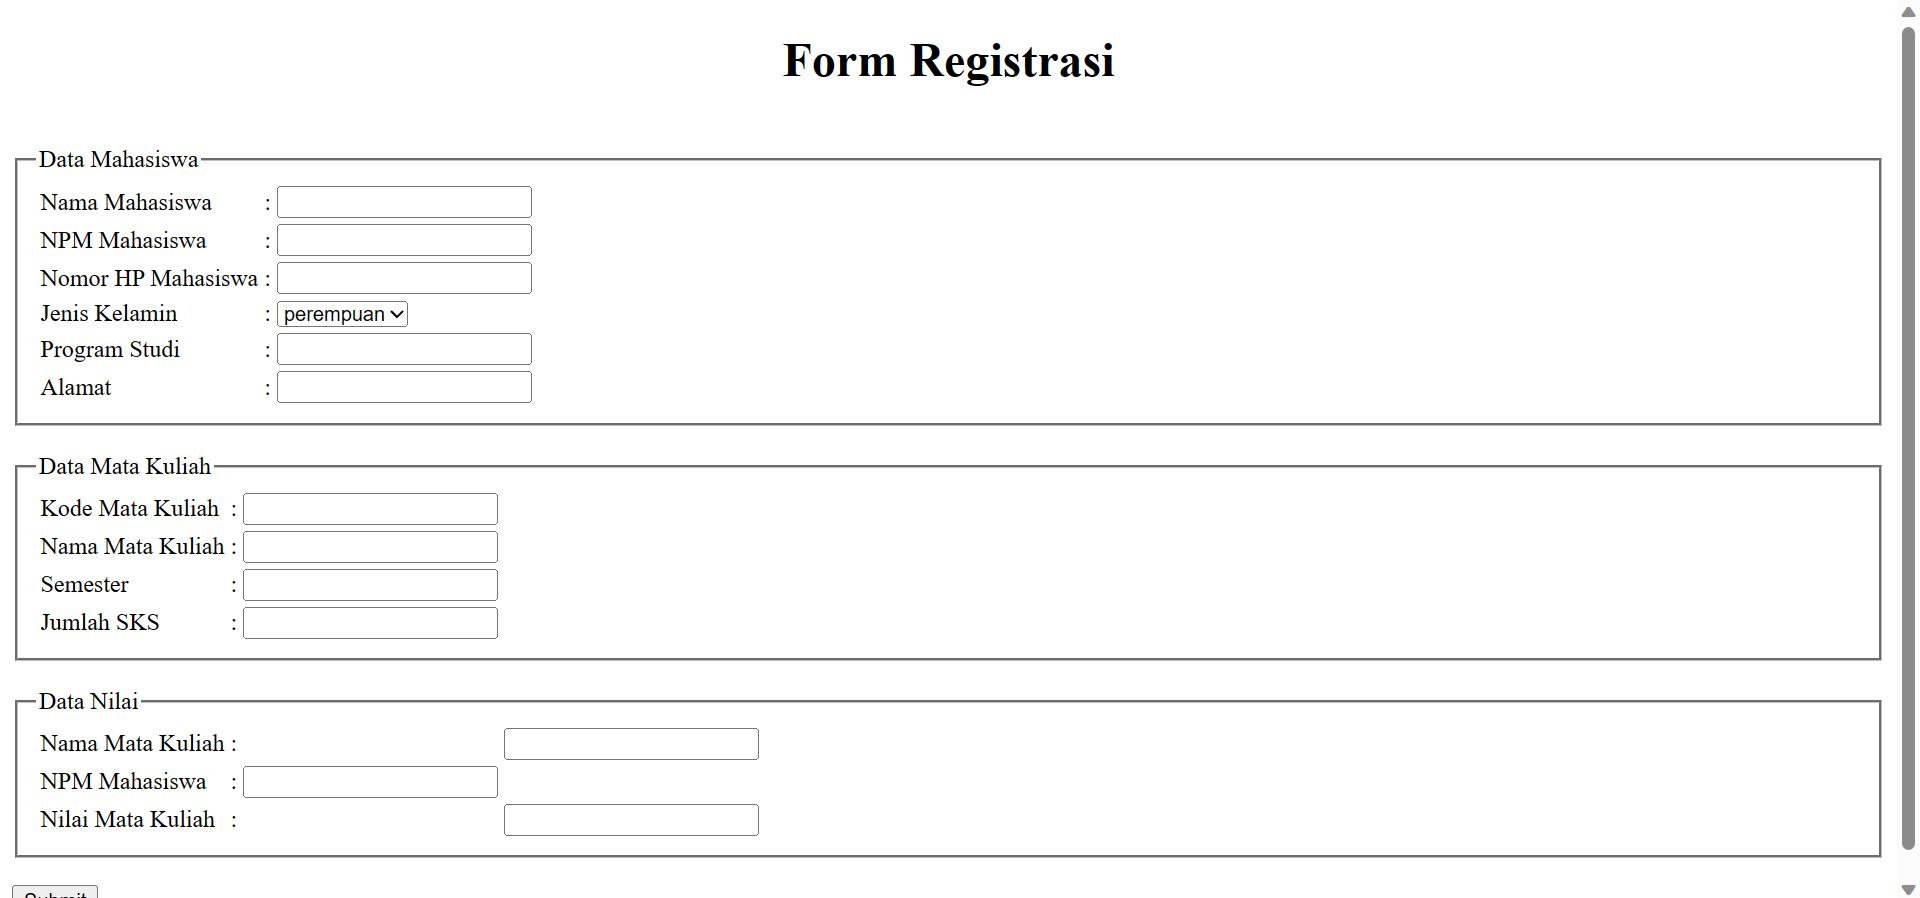 Form Registrasi
Data Mahasiswa
Nama Mahasiswa :
NPM Mahasiswa :
Nomor HP Mahasiswa :
Jenis Kelamin : perempuan
Program Studi :
Alamat :
Data Mata Kuliah
Kode Mata Kuliah :
Nama Mata Kuliah :
Semester :
Jumlah SKS :
Data Nilai
Nama Mata Kuliah :
NPM Mahasiswa :
Nilai Mata Kuliah :
Submit